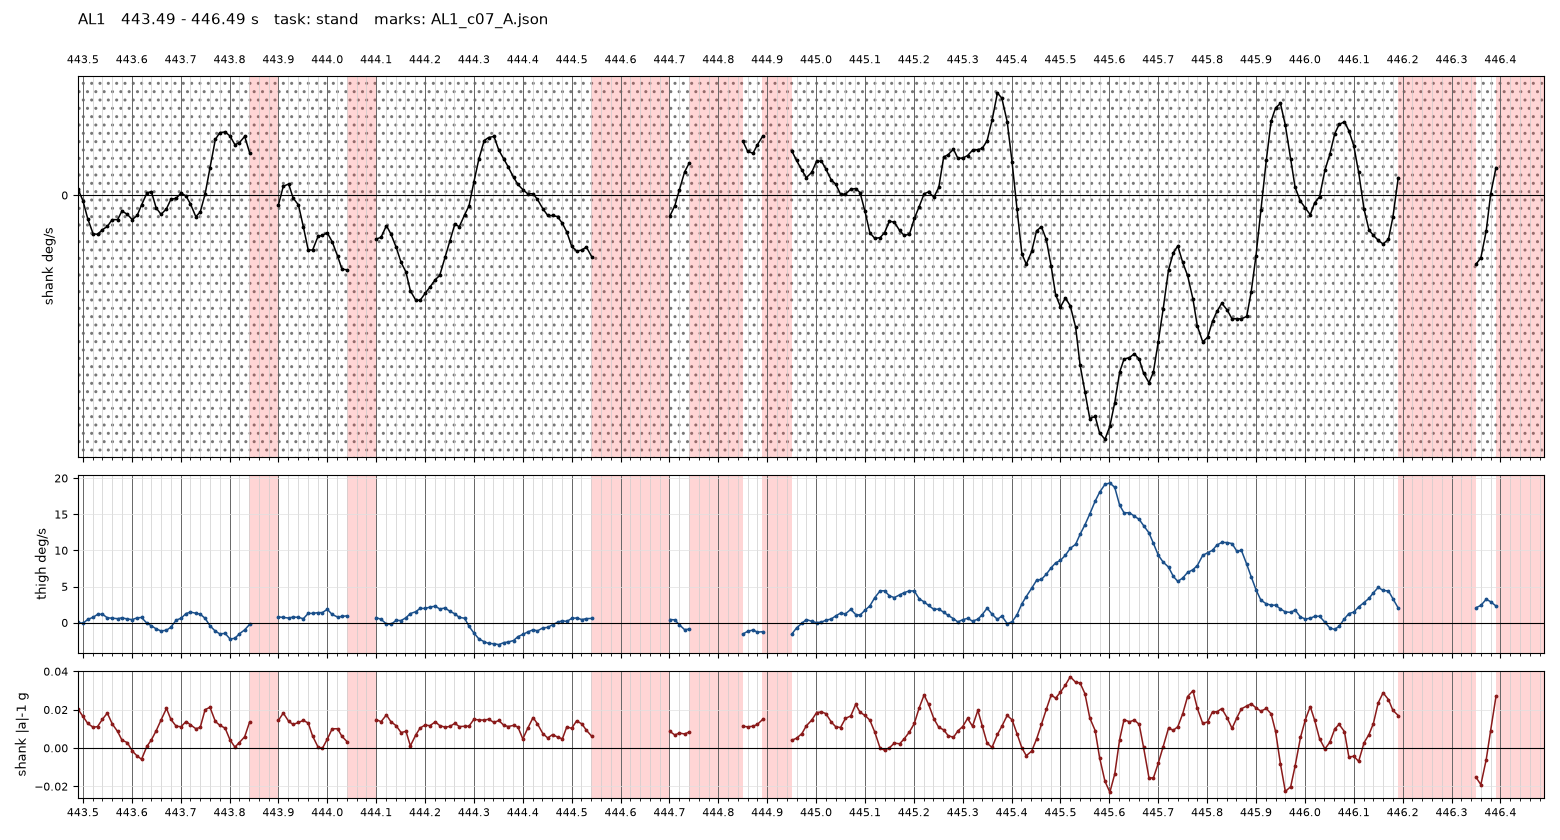 AL1   443.49 - 446.49 s   task: stand   marks: AL1_c07_A.json
443.5 443.6 443.7 443.8 443.9 444.0 444.1 444.2 444.3 444.4 444.5 444.6 444.7 444.8 444.9 445.0 445.1 445.2 445.3 445.4 445.5 445.6 445.7 445.8 445.9 446.0 446.1 446.2 446.3 446.4
0
shank deg/s
20
15
10
5
0
thigh deg/s
0.04
0.02
0.00
−0.02
shank |a|-1 g
443.5 443.6 443.7 443.8 443.9 444.0 444.1 444.2 444.3 444.4 444.5 444.6 444.7 444.8 444.9 445.0 445.1 445.2 445.3 445.4 445.5 445.6 445.7 445.8 445.9 446.0 446.1 446.2 446.3 446.4